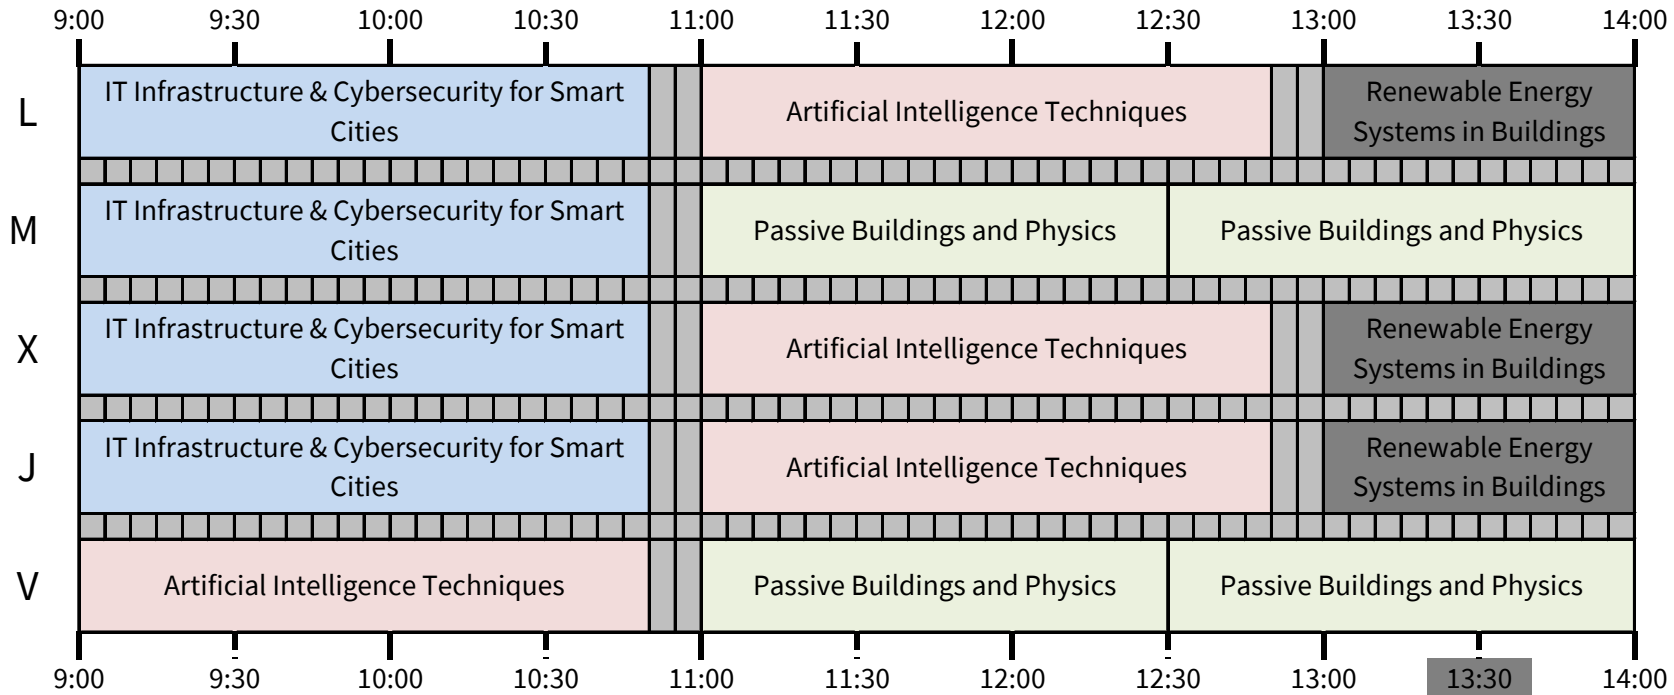 9:00 9:30 10:00 10:30 11:00 11:30 12:00 12:30 13:00 13:30 14:00
L
IT Infrastructure & Cybersecurity for Smart
Cities
Artificial Intelligence Techniques
Renewable Energy
Systems in Buildings
M
IT Infrastructure & Cybersecurity for Smart
Cities
Passive Buildings and Physics
Passive Buildings and Physics
X
IT Infrastructure & Cybersecurity for Smart
Cities
Artificial Intelligence Techniques
Renewable Energy
Systems in Buildings
J
IT Infrastructure & Cybersecurity for Smart
Cities
Artificial Intelligence Techniques
Renewable Energy
Systems in Buildings
V
Artificial Intelligence Techniques
Passive Buildings and Physics
Passive Buildings and Physics
9:00 9:30 10:00 10:30 11:00 11:30 12:00 12:30 13:00 13:30 14:00